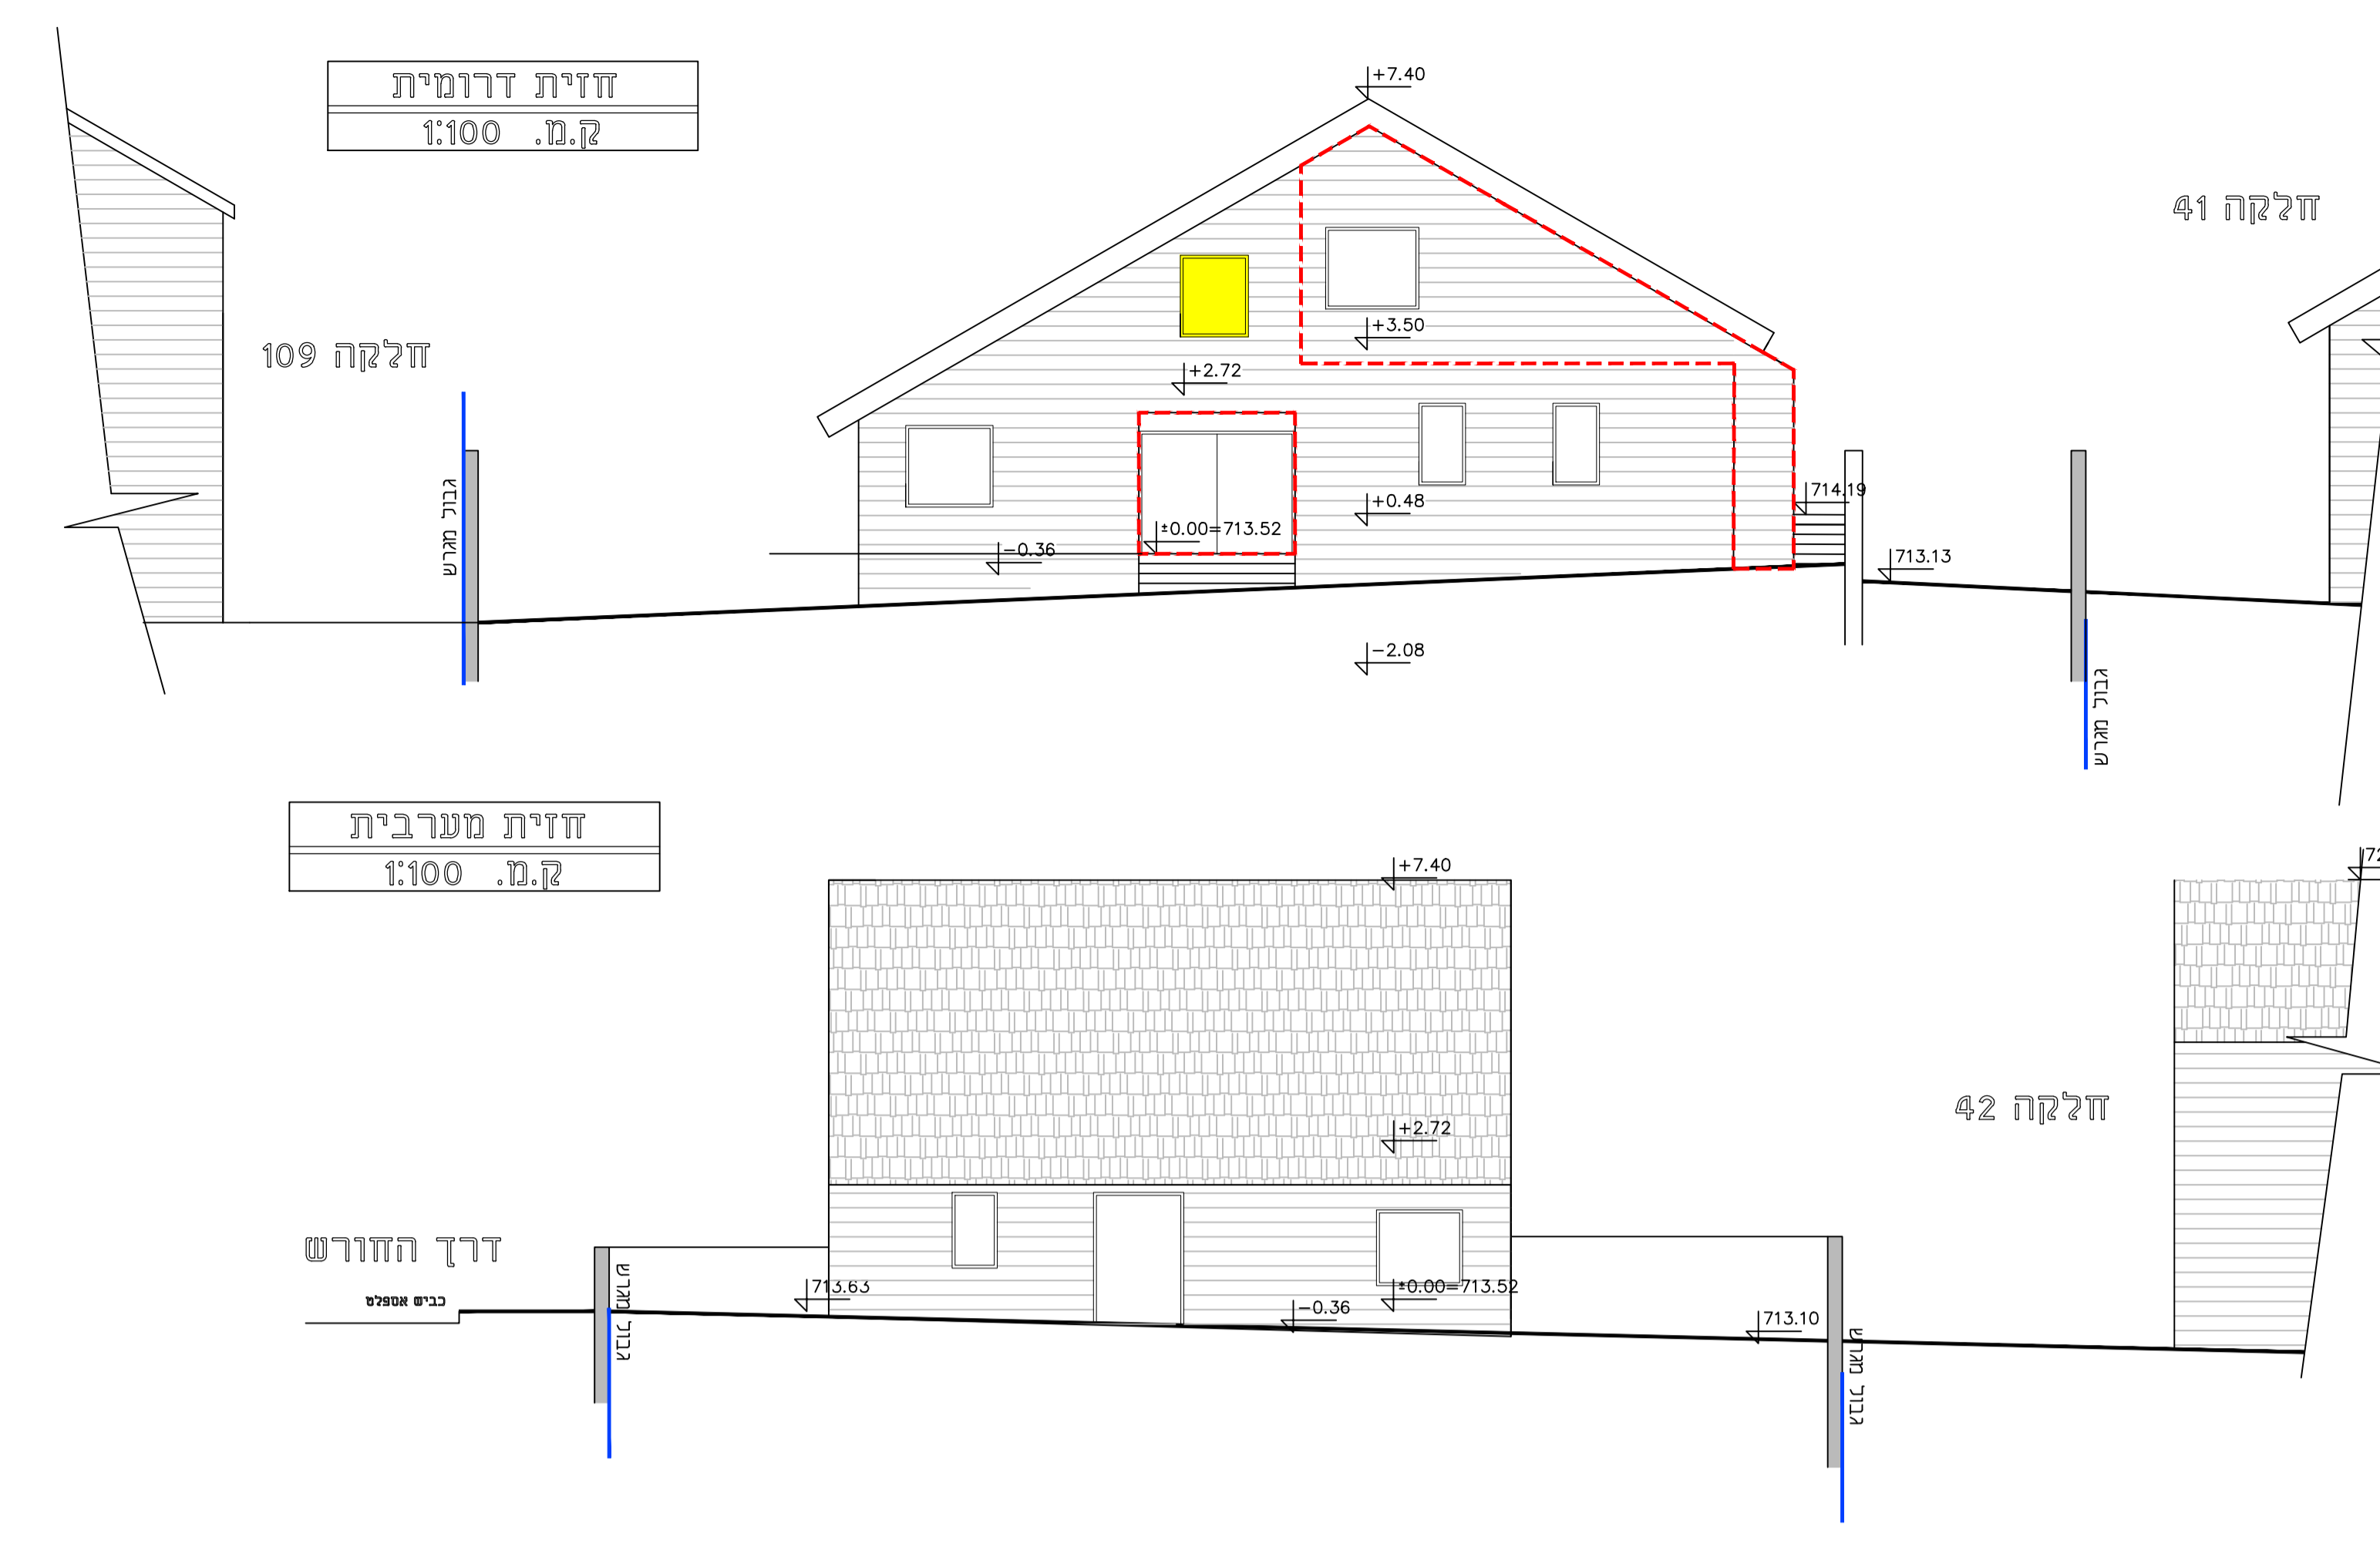 חזית דרומית
ק.מ. 1:100
+7.40
חלקה 41
חלקה 109
+3.50
+2.72
גבול מגרש
714.19
+0.48
±0.00=713.52
-0.36
713.13
-2.08
גבול מגרש
חזית מערבית
ק.מ. 1:100
+7.40
חלקה 42
+2.72
דרך החורש
כביש אספלט
גבול מגרש
713.63
±0.00=713.52
-0.36
713.10
גבול מגרש